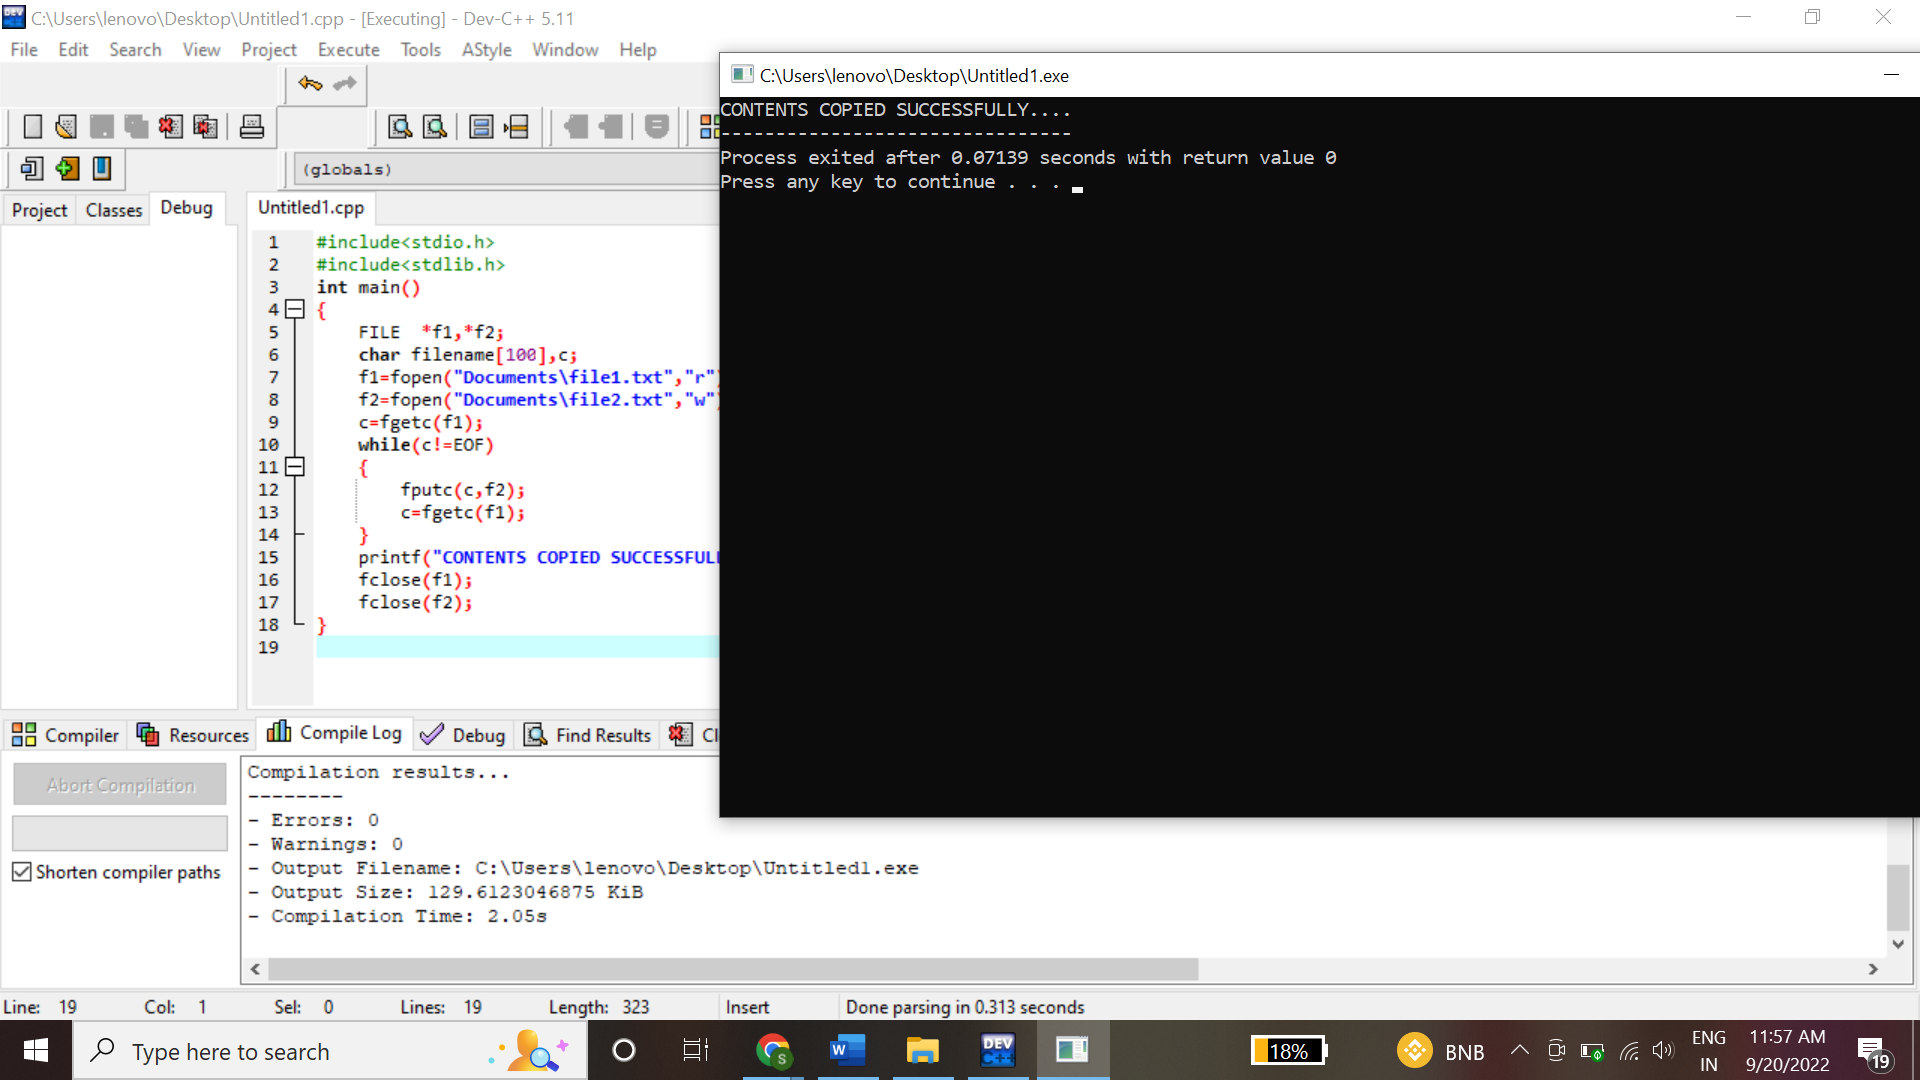 C:\Users\lenovo\Desktop\Untitled1.cpp - [Executing] - Dev-C++ 5.11
File Edit Search View Project Execute Tools AStyle Window Help
(globals)
Project Classes Debug
Untitled1.cpp
1 #include<stdio.h>
2 #include<stdlib.h>
3 int main()
4 {
5 FILE *f1,*f2;
6 char filename[100],c;
7 f1=fopen("Documents\file1.txt","r"
8 f2=fopen("Documents\file2.txt","w"
9 c=fgetc(f1);
10 while(c!=EOF)
11 {
12 fputc(c,f2);
13 c=fgetc(f1);
14 }
15 printf("CONTENTS COPIED SUCCESSFULL
16 fclose(f1);
17 fclose(f2);
18 }
19
C:\Users\lenovo\Desktop\Untitled1.exe
CONTENTS COPIED SUCCESSFULLY....
--------------------------------
Process exited after 0.07139 seconds with return value 0
Press any key to continue . . .
Compiler Resources Compile Log Debug Find Results Cl
Abort Compilation
Shorten compiler paths
Compilation results...
--------
- Errors: 0
- Warnings: 0
- Output Filename: C:\Users\lenovo\Desktop\Untitled1.exe
- Output Size: 129.6123046875 KiB
- Compilation Time: 2.05s
Line: 19 Col: 1 Sel: 0 Lines: 19 Length: 323 Insert Done parsing in 0.313 seconds
Type here to search
S
W
DEV C++
18%
BNB
ENG
IN
11:57 AM
9/20/2022
19